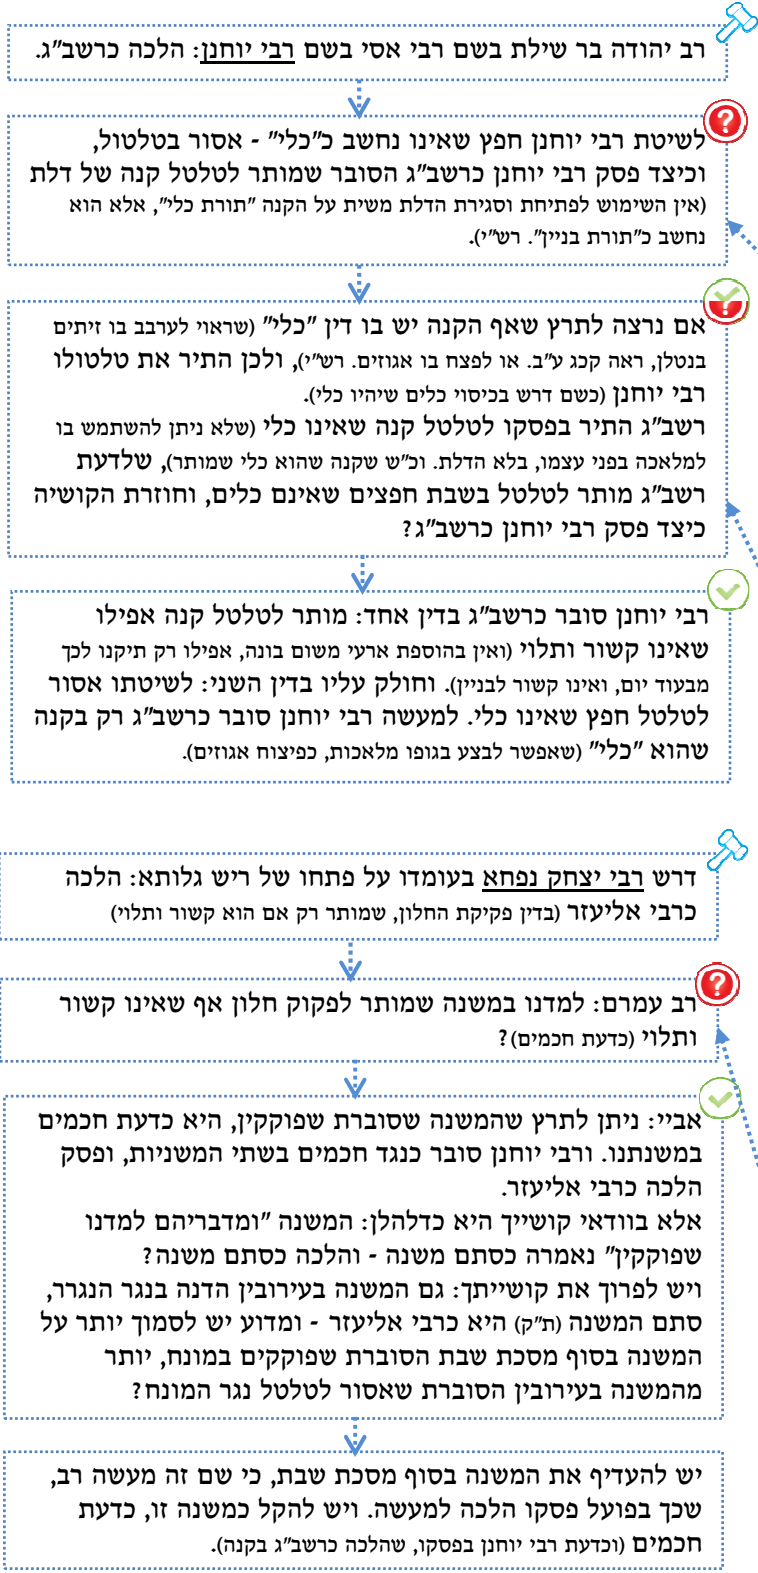 רב יהודה בר שילת בשם רבי אסי בשם רבי יוחנן: הלכה כרשב"ג.
לשיטת רבי יוחנן חפץ שאינו נחשב כ"כלי" - אסור בטלטול,
וכיצד פסק רבי יוחנן כרשב"ג הסובר שמותר לטלטל קנה של דלת
(אין השימוש לפתיחת וסגירת הדלת משית על הקנה "תורת כלי", אלא הוא
נחשב כ"תורת בניין". רש"י).
אם נרצה לתרץ שאף הקנה יש בו דין "כלי" (שראוי לערבב בו זיתים
בנטלן, ראה קכג ע"ב. או לפצח בו אגוזים. רש"י), ולכן התיר את טלטולו
רבי יוחנן (כשם דרש בכיסוי כלים שיהיו כלי).
רשב"ג התיר בפסקו לטלטל קנה שאינו כלי (שלא ניתן להשתמש בו
למלאכה בפני עצמו, בלא הדלת. וכ"ש שקנה שהוא כלי שמותר), שלדעת
רשב"ג מותר לטלטל בשבת חפצים שאינם כלים, וחוזרת הקושיה
כיצד פסק רבי יוחנן כרשב"ג?
רבי יוחנן סובר כרשב"ג בדין אחד: מותר לטלטל קנה אפילו
שאינו קשור ותלוי (ואין בהוספת ארעי משום בונה, אפילו רק תיקנו לכך
מבעוד יום, ואינו קשור לבניין). וחולק עליו בדין השני: לשיטתו אסור
לטלטל חפץ שאינו כלי. למעשה רבי יוחנן סובר כרשב"ג רק בקנה
שהוא "כלי" (שאפשר לבצע בגופו מלאכות, כפיצוח אגוזים).
דרש רבי יצחק נפחא בעומדו על פתחו של ריש גלותא: הלכה
כרבי אליעזר (בדין פקיקת החלון, שמותר רק אם הוא קשור ותלוי)
רב עמרם: למדנו במשנה שמותר לפקוק חלון אף שאינו קשור
ותלוי (כדעת חכמים)?
אביי: ניתן לתרץ שהמשנה שסוברת שפוקקין, היא כדעת חכמים
במשנתנו. ורבי יוחנן סובר כנגד חכמים בשתי המשניות, ופסק
הלכה כרבי אליעזר.
אלא בוודאי קושייך היא כדלהלן: המשנה "ומדבריהם למדנו
שפוקקין" נאמרה כסתם משנה - והלכה כסתם משנה?
ויש לפרוך את קושייתך: גם המשנה בעירובין הדנה בנגר הנגרר,
סתם המשנה (ת"ק) היא כרבי אליעזר - ומדוע יש לסמוך יותר על
המשנה בסוף מסכת שבת הסוברת שפוקקים במונח, יותר
מהמשנה בעירובין הסוברת שאסור לטלטל נגר המונח?
יש להעדיף את המשנה בסוף מסכת שבת, כי שם זה מעשה רב,
שכך בפועל פסקו הלכה למעשה. ויש להקל כמשנה זו, כדעת
חכמים (וכדעת רבי יוחנן בפסקו, שהלכה כרשב"ג בקנה).